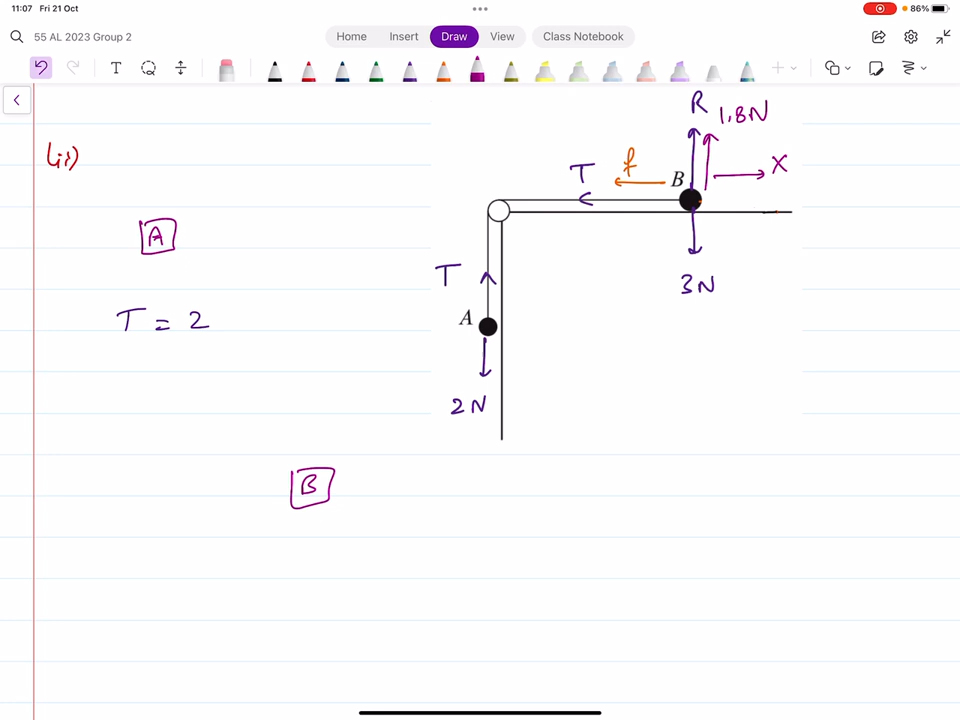 11:07 Fri 21 Oct
86%
55 AL 2023 Group 2
Home Insert Draw View Class Notebook
(ii)
R 1.8N
T f B X
A
T
T = 2
A
3N
2N
B